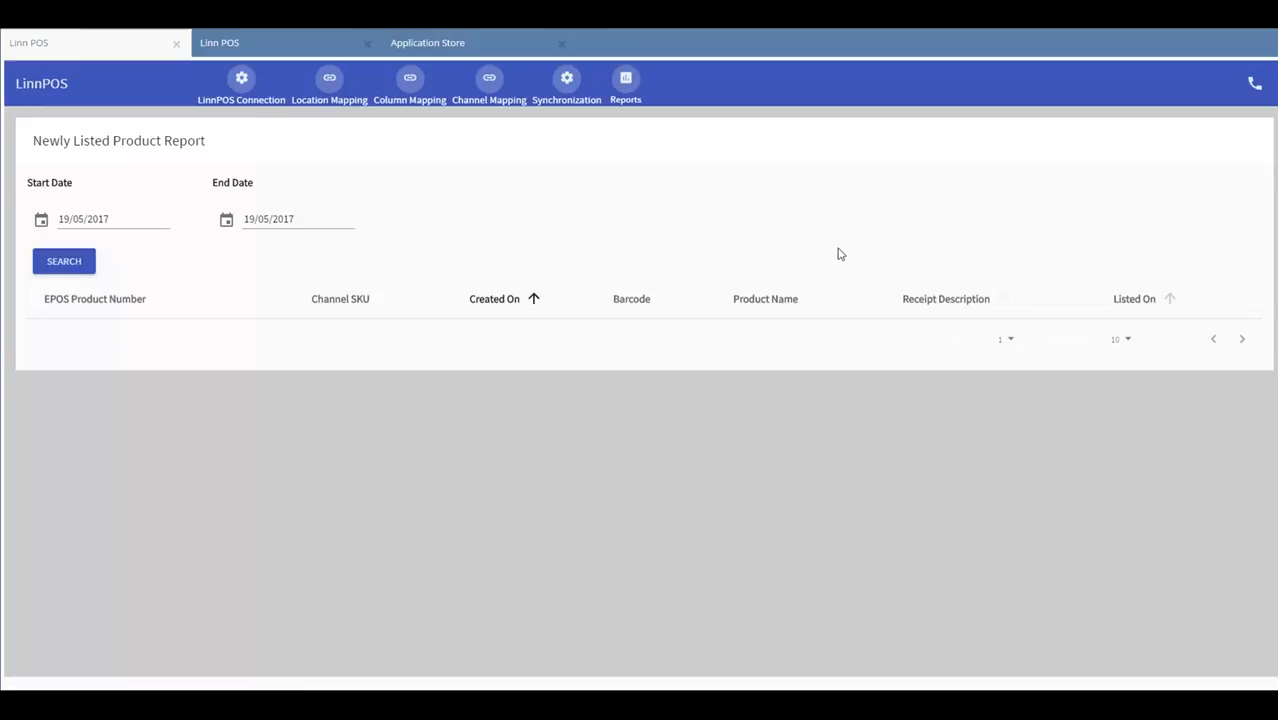 Linn POS
Linn POS
Application Store
LinnPOS
LinnPOS Connection
Location Mapping
Column Mapping
Channel Mapping
Synchronization
Reports
Newly Listed Product Report
Start Date
End Date
19/05/2017
19/05/2017
SEARCH
EPOS Product Number
Channel SKU
Created On
Barcode
Product Name
Receipt Description
Listed On
1
10